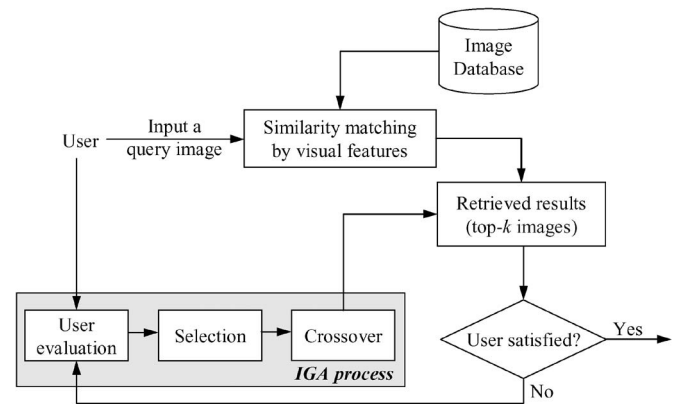 Image
Database
Input a
query image
User
Similarity matching
by visual features
Retrieved results
(top-k images)
User
evaluation
Selection
Crossover
IGA process
User satisfied?
Yes
No